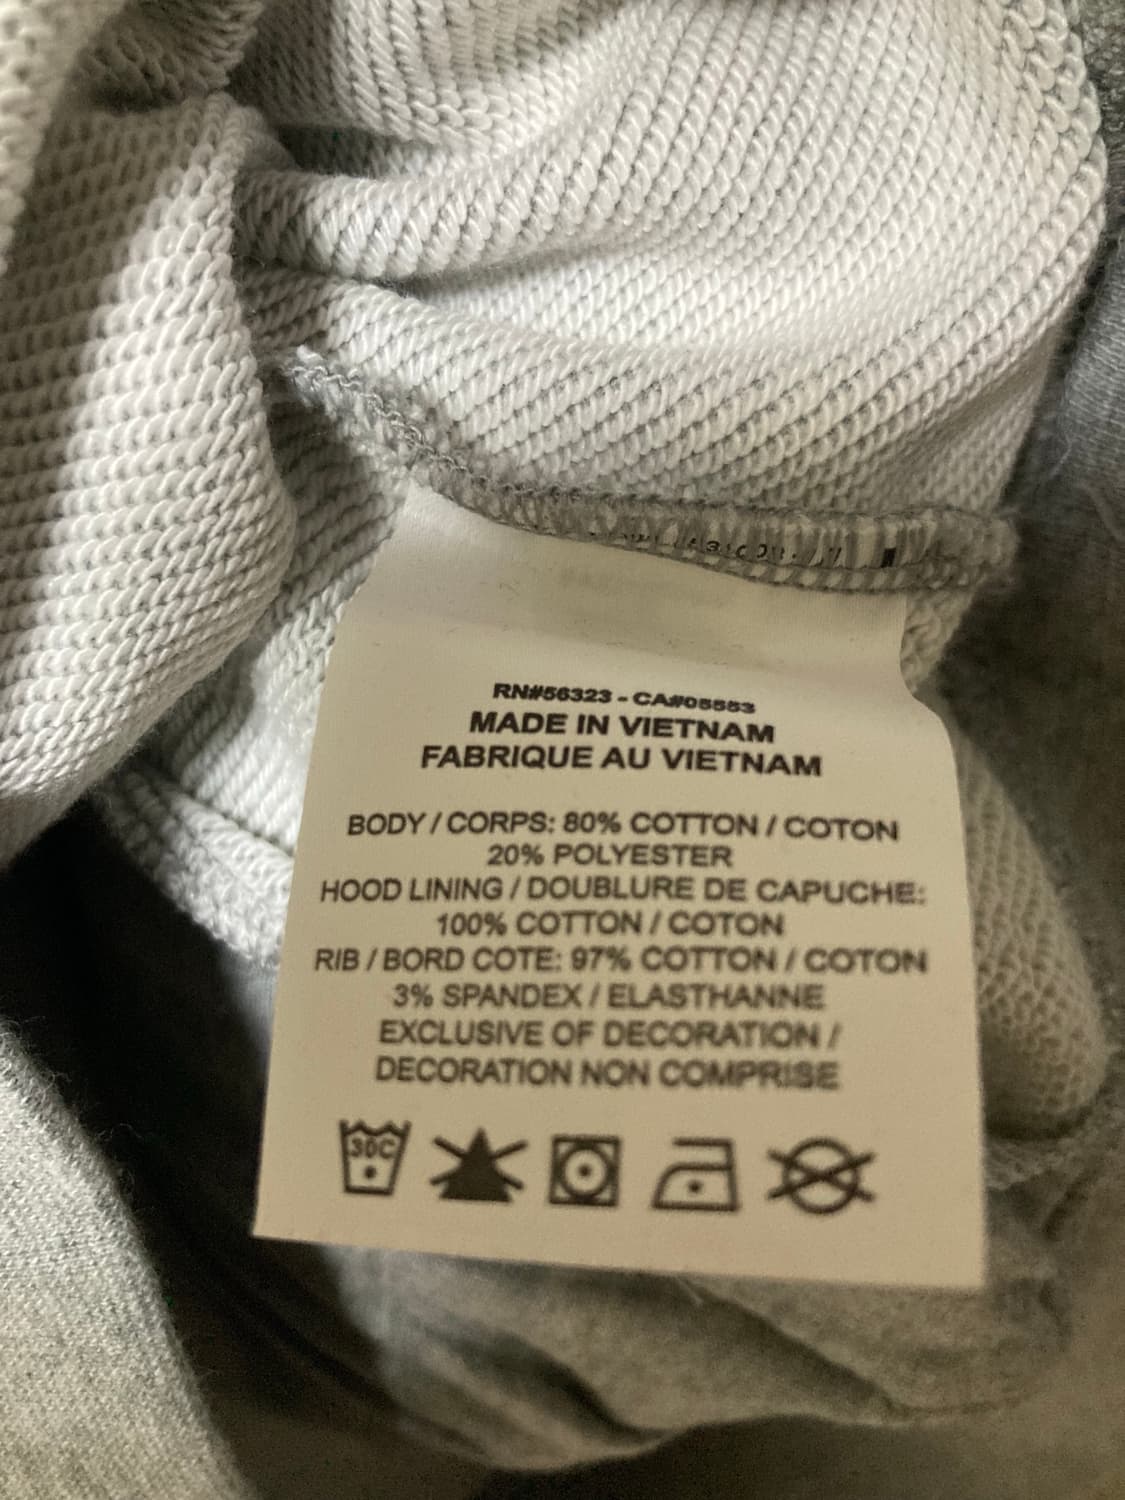 RN#56323 - CA#05553
MADE IN VIETNAM
FABRIQUE AU VIETNAM
BODY / CORPS: 80% COTTON / COTON
20% POLYESTER
HOOD LINING / DOUBLURE DE CAPUCHE:
100% COTTON / COTON
RIB / BORD COTE: 97% COTTON / COTON
3% SPANDEX / ELASTHANNE
EXCLUSIVE OF DECORATION /
DECORATION NON COMPRISE
30C